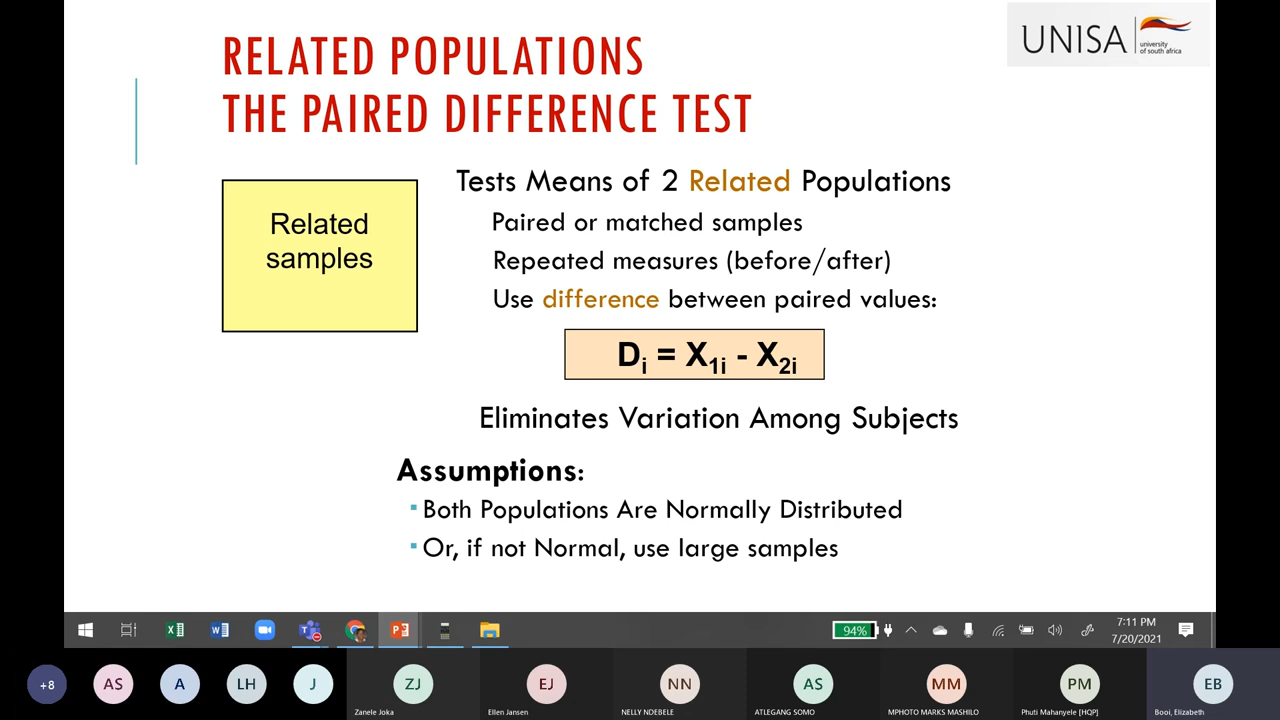 RELATED POPULATIONS
THE PAIRED DIFFERENCE TEST
UNISA
university
of south africa
Related
samples
Tests Means of 2 Related Populations
Paired or matched samples
Repeated measures (before/after)
Use difference between paired values:
Di = X1i - X2i
Eliminates Variation Among Subjects
Assumptions:
Both Populations Are Normally Distributed
Or, if not Normal, use large samples
94%
7:11 PM
7/20/2021
+8
AS
A
LH
J
ZJ
Zanele Joka
EJ
Ellen Jansen
NN
NELLY NDEBELE
AS
ATLEGANG SOMO
MM
MPHOTO MARKS MASHILO
PM
Phuti Mahanyele [HQP]
EB
Booi, Elizabeth